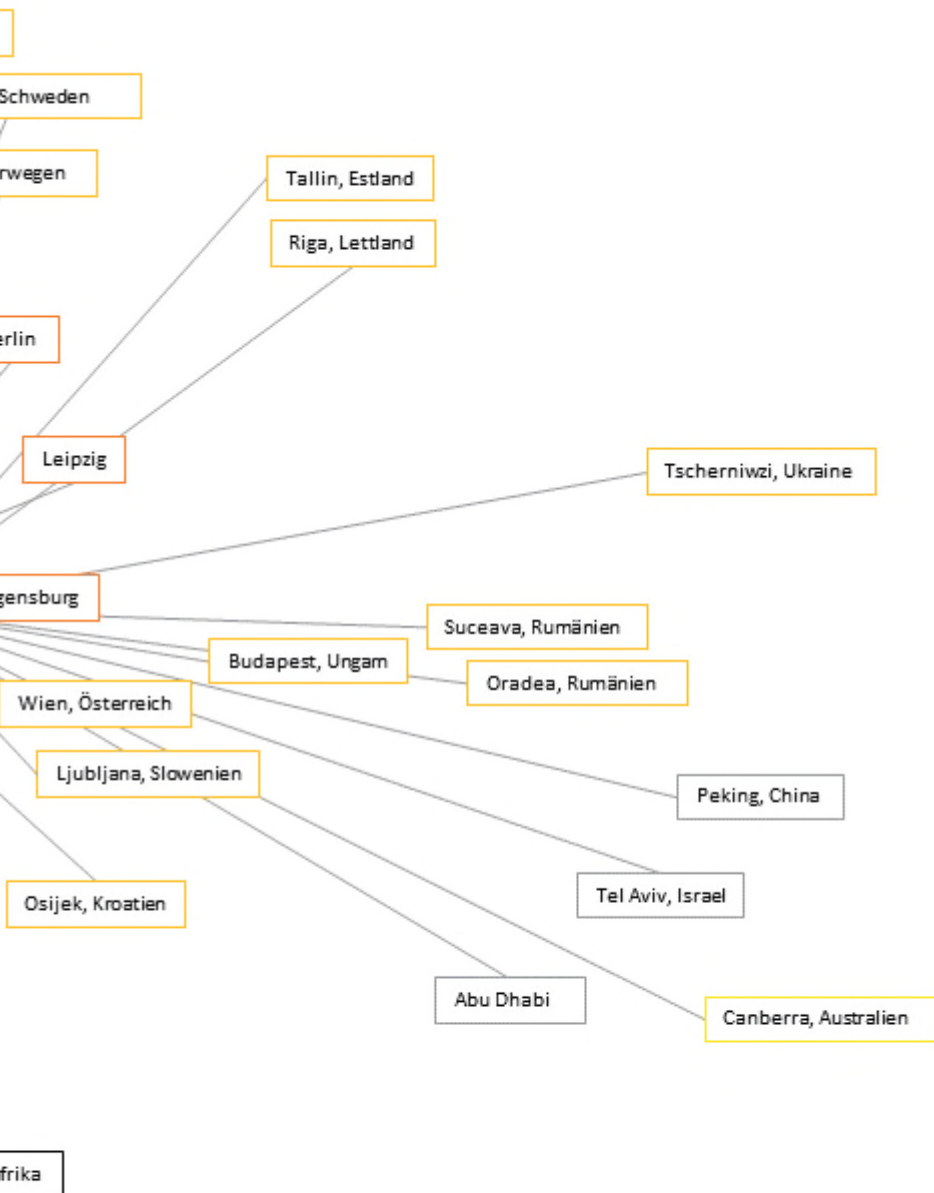 Schweden
rwegen
Tallin, Estland
Riga, Lettland
erlin
Leipzig
Tscherniwzi, Ukraine
gensburg
Suceava, Rumänien
Budapest, Ungarn
Oradea, Rumänien
Wien, Österreich
Ljubljana, Slowenien
Peking, China
Tel Aviv, Israel
Osijek, Kroatien
Abu Dhabi
Canberra, Australien
frika